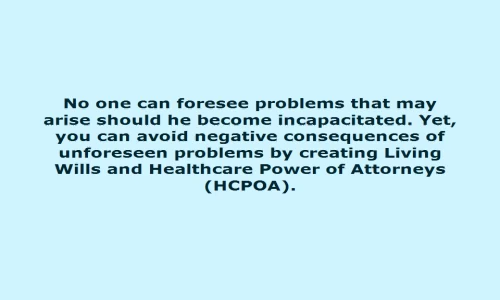 No one can foresee problems that may
arise should he become incapacitated. Yet,
you can avoid negative consequences of
unforeseen problems by creating Living
Wills and Healthcare Power of Attorneys
(HCPOA).